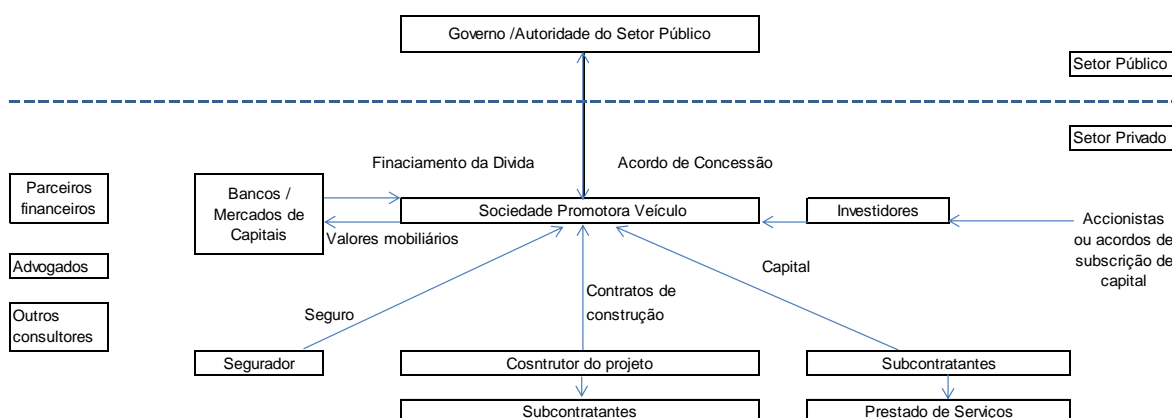 Governo /Autoridade do Setor Público
Setor Público
Setor Privado
Finaciamento da Divida
Acordo de Concessão
Parceiros
financeiros
Bancos /
Mercados de
Capitais
Sociedade Promotora Veículo
Investidores
Accionistas
ou acordos de
subscrição de
capital
Valores mobiliários
Advogados
Capital
Contratos de
construção
Outros
consultores
Seguro
Segurador
Cosntrutor do projeto
Subcontratantes
Subcontratantes
Prestado de Serviços